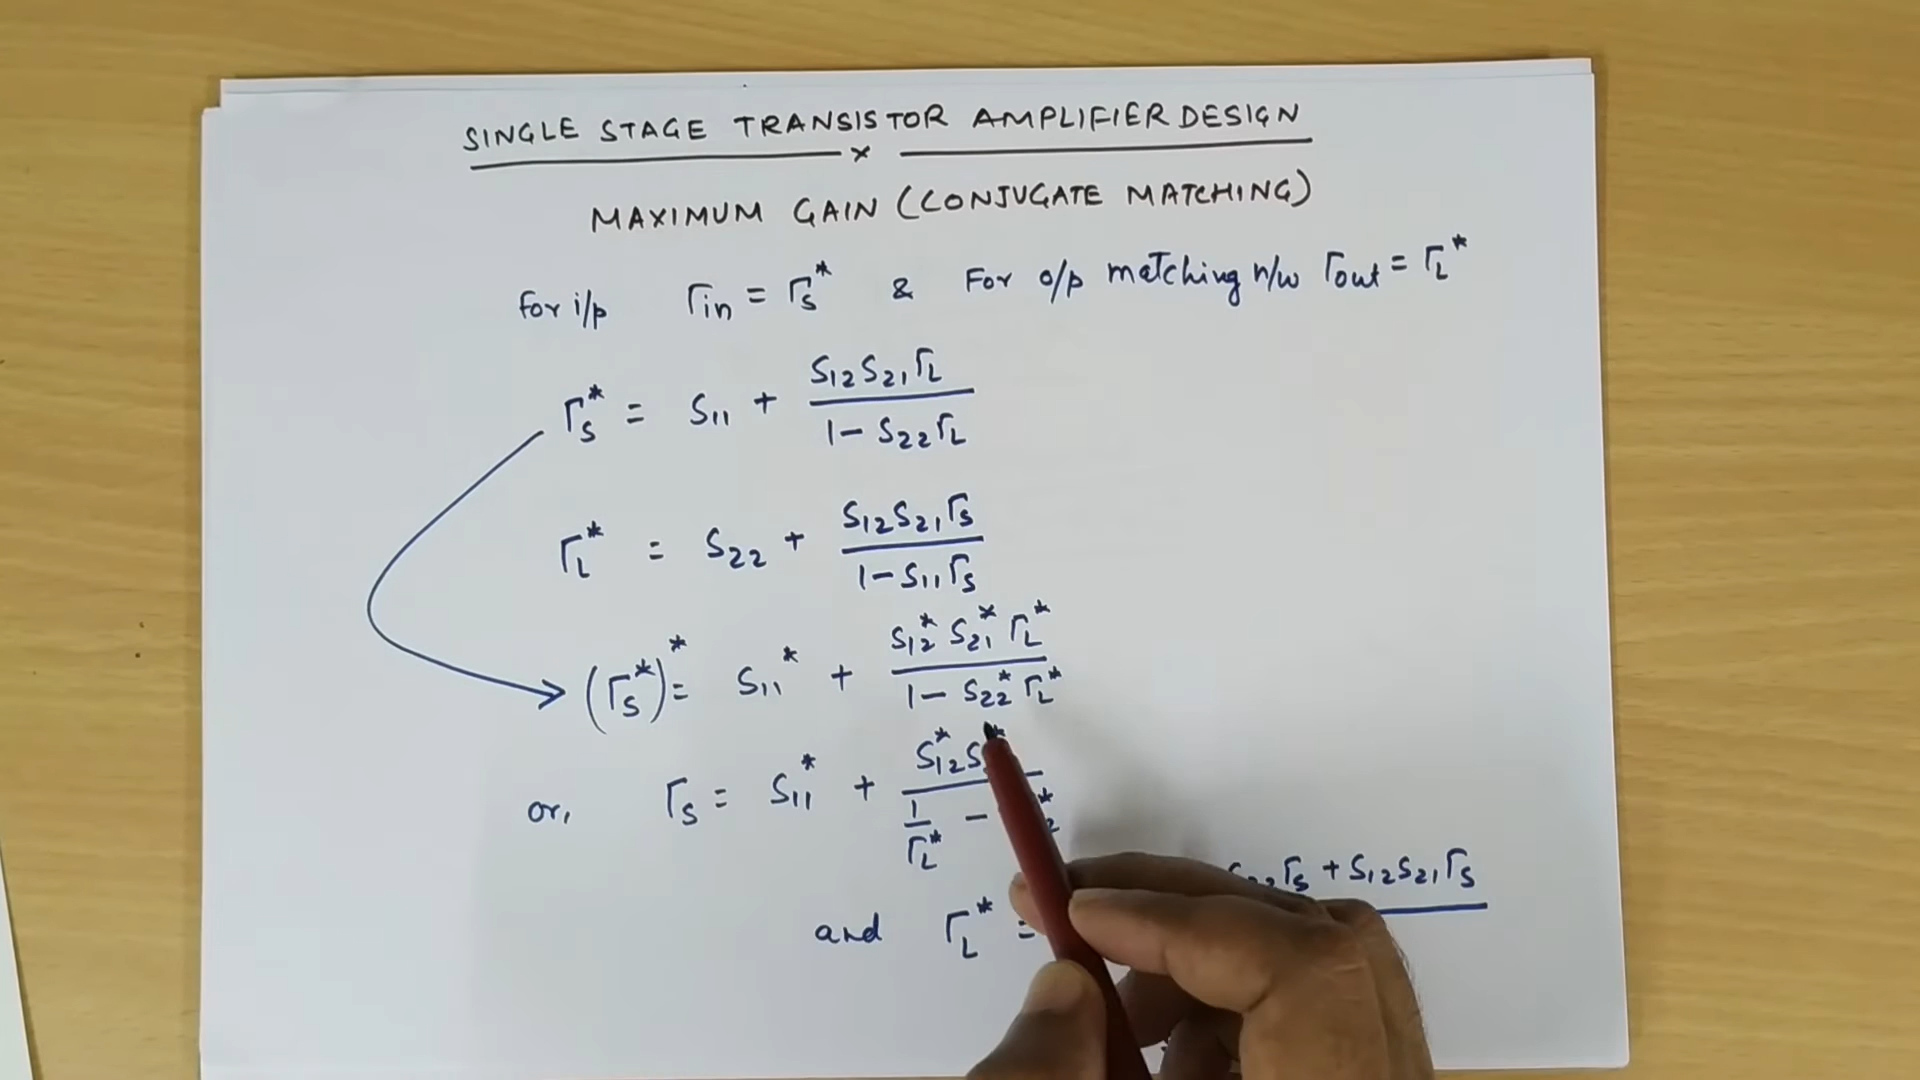 SINGLE STAGE TRANSISTOR AMPLIFIER DESIGN
x
MAXIMUM GAIN (CONJUGATE MATCHING)
For i/p Γin = Γs* & For o/p matching n/w Γout = ΓL*
Γs* = S11 + S12S21ΓL / 1 - S22ΓL
ΓL* = S22 + S12S21Γs / 1 - S11Γs
(Γs*)* = S11* + S12* S21* ΓL* / 1 - S22* ΓL*
or, Γs = S11* + S12* S / 1/ΓL* -
and ΓL* = Γs + S12S21Γs